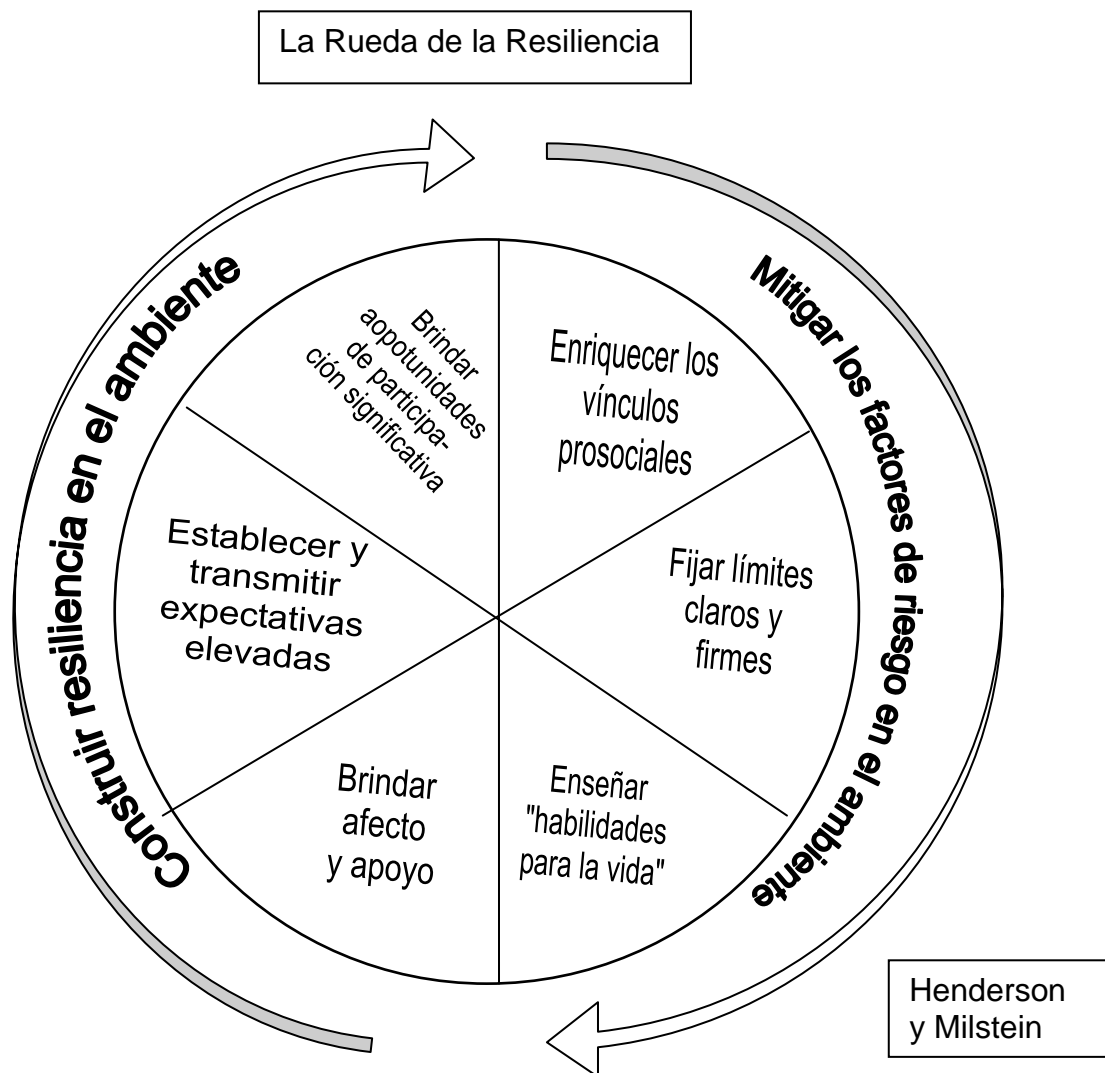 La Rueda de la Resiliencia
Construir resiliencia en el ambiente
Mitigar los factores de riesgo en el ambiente
Brindar
aopotunidades
de participa-
ción significativa
Enriquecer los
vínculos
prosociales
Establecer y
transmitir
expectativas
elevadas
Fijar límites
claros y
firmes
Brindar
afecto
y apoyo
Enseñar
"habilidades
para la vida"
Henderson
y Milstein